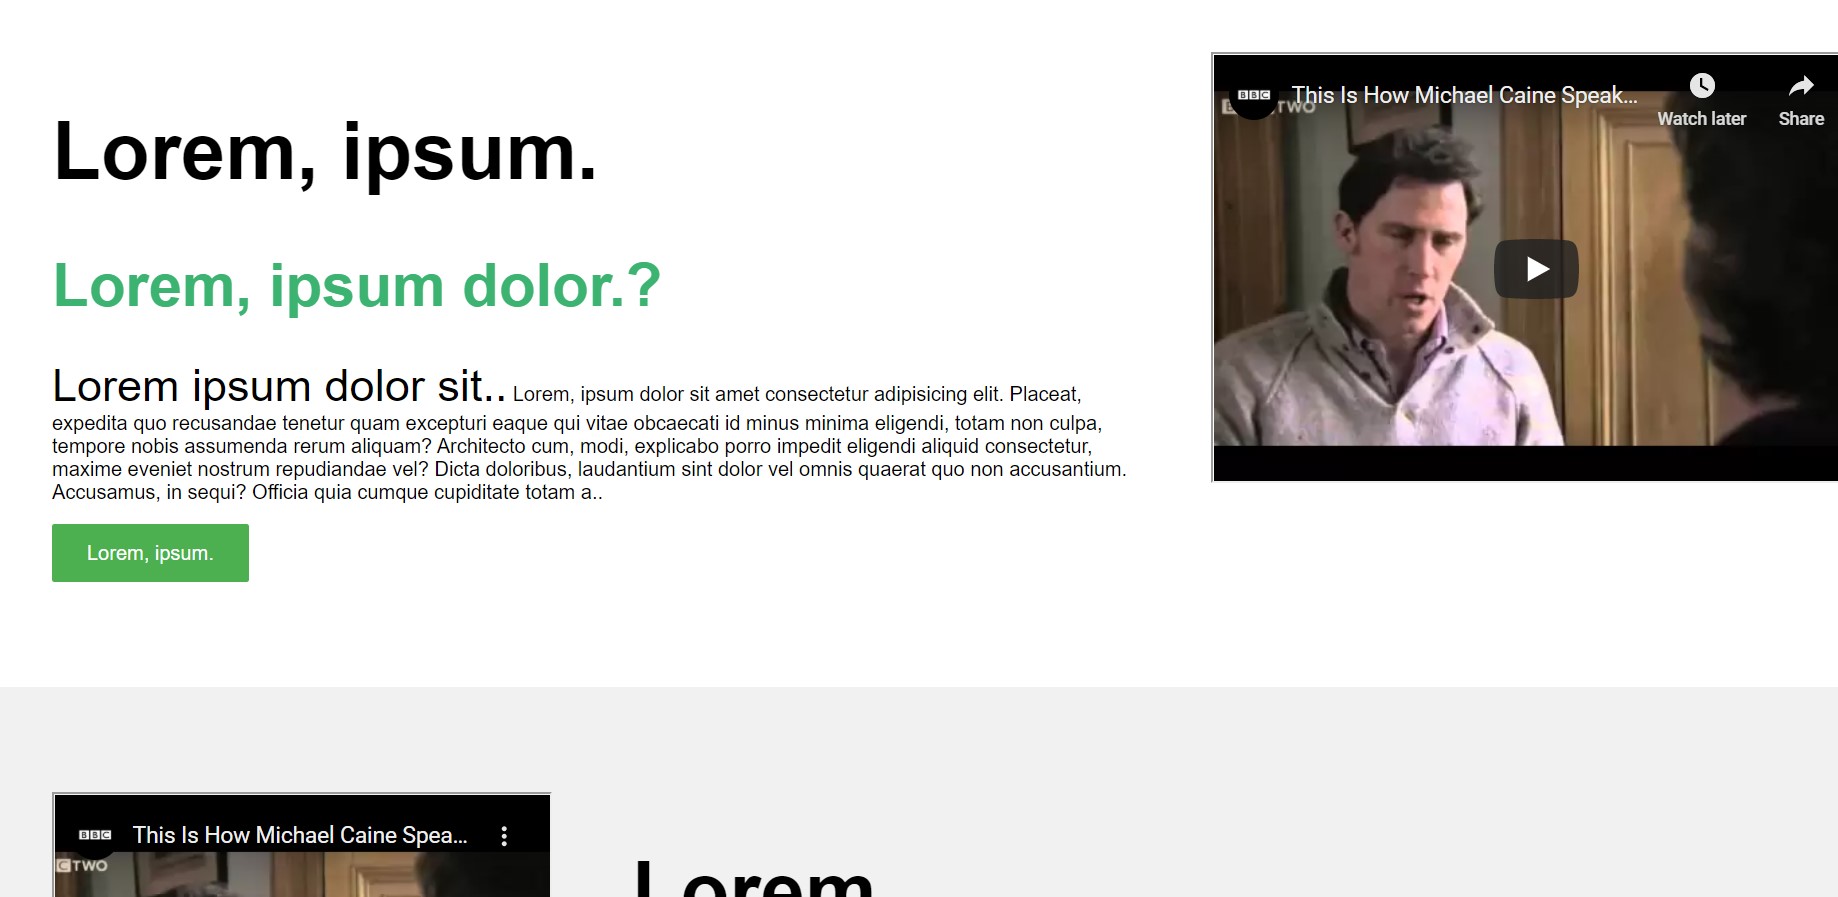 Lorem, ipsum.
Lorem, ipsum dolor.?
Lorem ipsum dolor sit.. Lorem, ipsum dolor sit amet consectetur adipisicing elit. Placeat,
expedita quo recusandae tenetur quam excepturi eaque qui vitae obcaecati id minus minima eligendi, totam non culpa,
tempore nobis assumenda rerum aliquam? Architecto cum, modi, explicabo porro impedit eligendi aliquid consectetur,
maxime eveniet nostrum repudiandae vel? Dicta doloribus, laudantium sint dolor vel omnis quaerat quo non accusantium.
Accusamus, in sequi? Officia quia cumque cupiditate totam a..
Lorem, ipsum.
BBC This Is How Michael Caine Speak...
Watch later Share
TWO
BBC This Is How Michael Caine Spea...
C TWO
Lorem